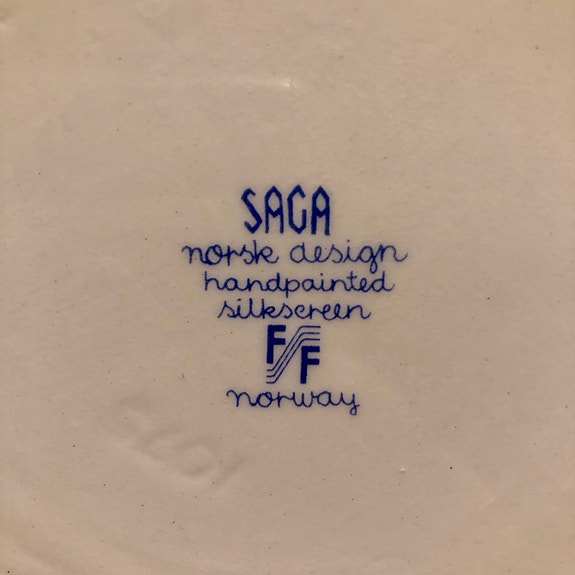 SAGA
norsk design
handpainted
silkscreen
F F
norway